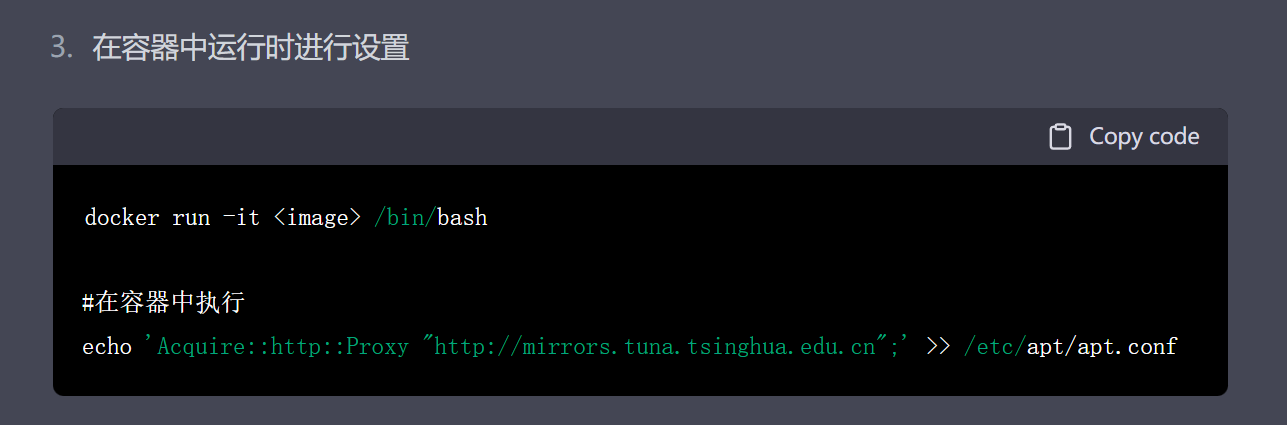 3. 在容器中运行时进行设置
Copy code
docker run -it <image> /bin/bash
#在容器中执行
echo 'Acquire::http::Proxy "http://mirrors.tuna.tsinghua.edu.cn";' >> /etc/apt/apt.conf